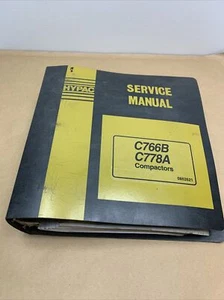 HYPAC
SERVICE
MANUAL
C766B
C778A
Compactors